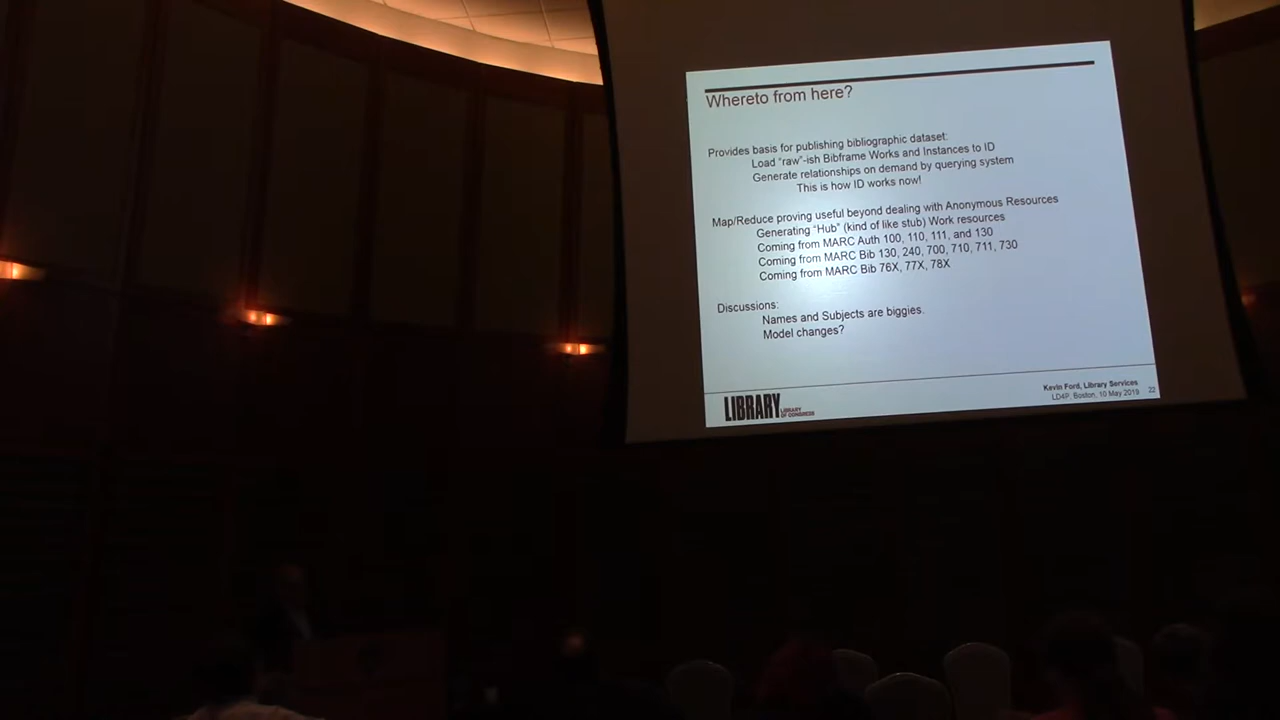 Whereto from here?
Provides basis for publishing bibliographic dataset:
Load "raw"-ish Bibframe Works and Instances to ID
Generate relationships on demand by querying system
This is how ID works now!
Map/Reduce proving useful beyond dealing with Anonymous Resources
Generating "Hub" (kind of like stub) Work resources
Coming from MARC Auth 100, 110, 111, and 130
Coming from MARC Bib 130, 240, 700, 710, 711, 730
Coming from MARC Bib 76X, 77X, 78X
Discussions:
Names and Subjects are biggies.
Model changes?
LIBRARY
LIBRARY
OF CONGRESS
Kevin Ford, Library Services
LD4P, Boston, 10 May 2019
22